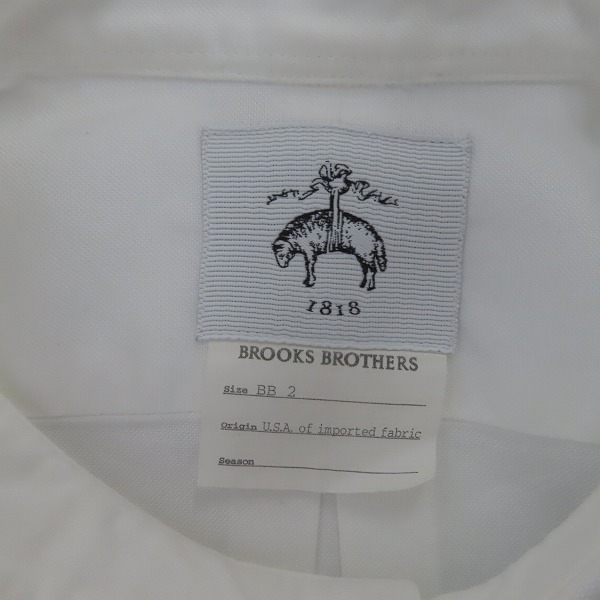 1818
BROOKS BROTHERS
Size BB 2
Origin U.S.A. of imported fabric
Season